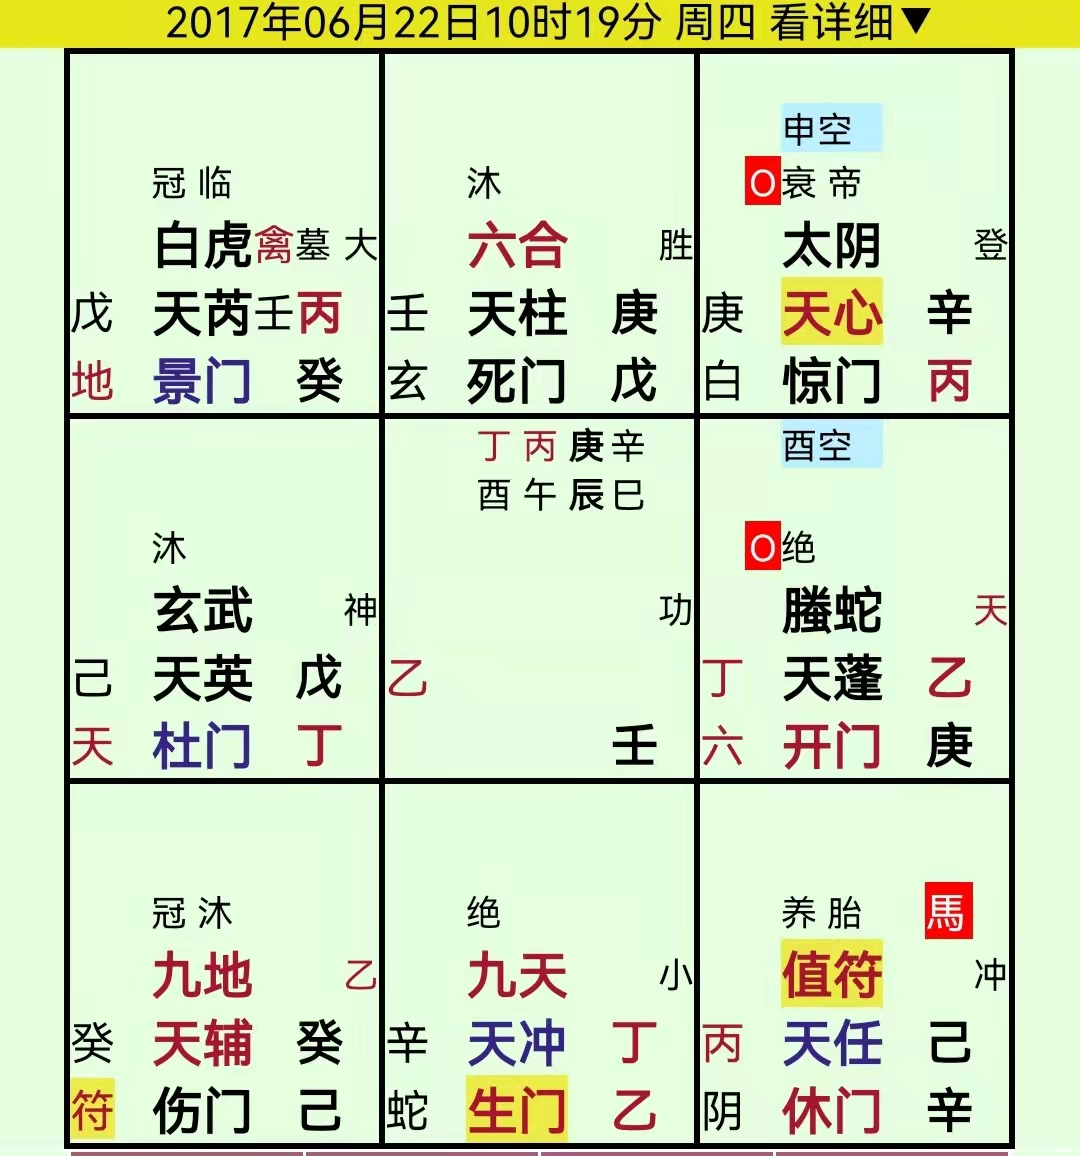 2017年06月22日10时19分 周四 看详细▼
冠 临
白虎禽墓 大
戊 天芮壬丙
地 景门 癸
沐
六合 胜
壬 天柱 庚
玄 死门 戊
申空
O衰 帝
太阴 登
庚 天心 辛
白 惊门 丙
沐
玄武 神
己 天英 戊
天 杜门 丁
丁 丙 庚 辛
酉 午 辰 巳
功
乙
壬
酉空
O绝
螣蛇 天
丁 天蓬 乙
六 开门 庚
冠 沐
九地 乙
癸 天辅 癸
符 伤门 己
绝
九天 小
辛 天冲 丁
蛇 生门 乙
养 胎 馬
值符 冲
丙 天任 己
阴 休门 辛